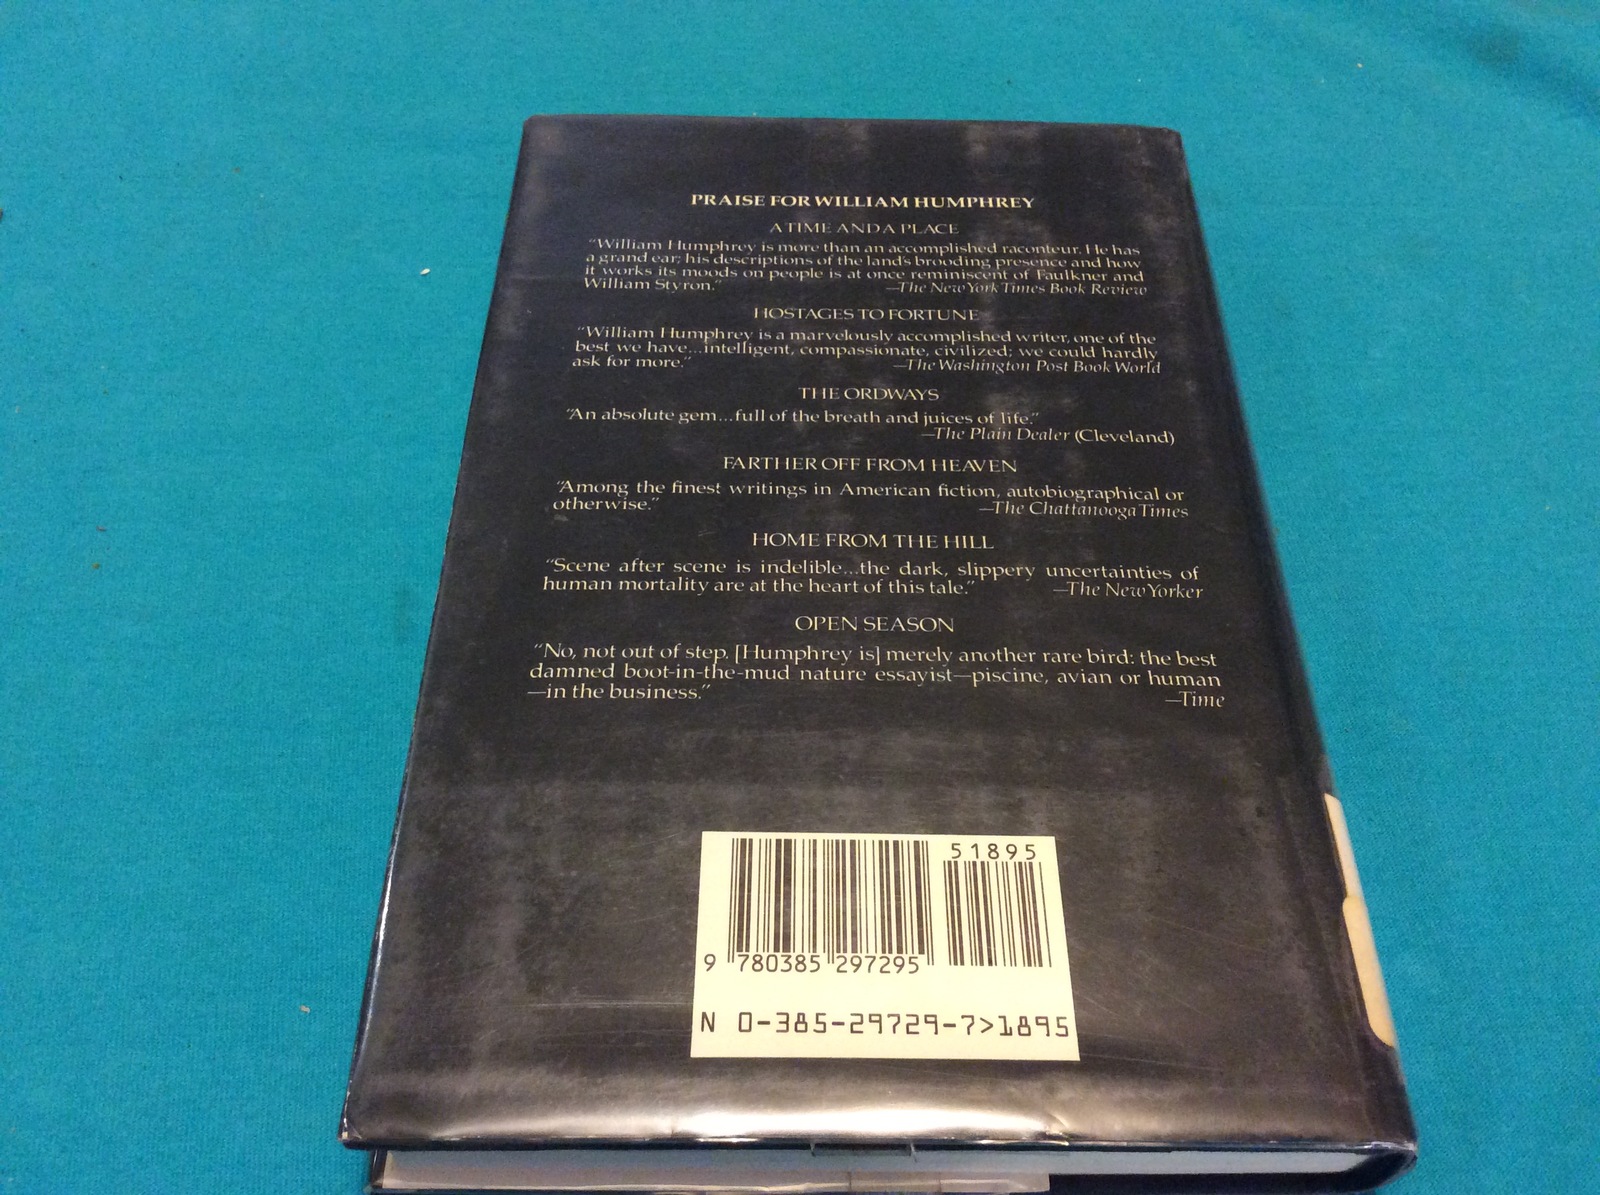 PRAISE FOR WILLIAM HUMPHREY
A TIME AND A PLACE
“William Humphrey is more than an accomplished raconteur. He has
a grand ear; his descriptions of the land's brooding presence and how
it works its moods on people is at once reminiscent of Faulkner and
William Styron.” —The New York Times Book Review
HOSTAGES TO FORTUNE
“William Humphrey is a marvelously accomplished writer, one of the
best we have...intelligent, compassionate, civilized; we could hardly
ask for more.” —The Washington Post Book World
THE ORDWAYS
“An absolute gem...full of the breath and juices of life.”
—The Plain Dealer (Cleveland)
FARTHER OFF FROM HEAVEN
“Among the finest writings in American fiction, autobiographical or
otherwise.” —The Chattanooga Times
HOME FROM THE HILL
“Scene after scene is indelible...the dark, slippery uncertainties of
human mortality are at the heart of this tale.” —The New Yorker
OPEN SEASON
“No, not out of step. [Humphrey is] merely another rare bird: the best
damned boot-in-the-mud nature essayist—piscine, avian or human
—in the business.” —Time
51895
9 780385 297295
N 0-385-29729-7>1895